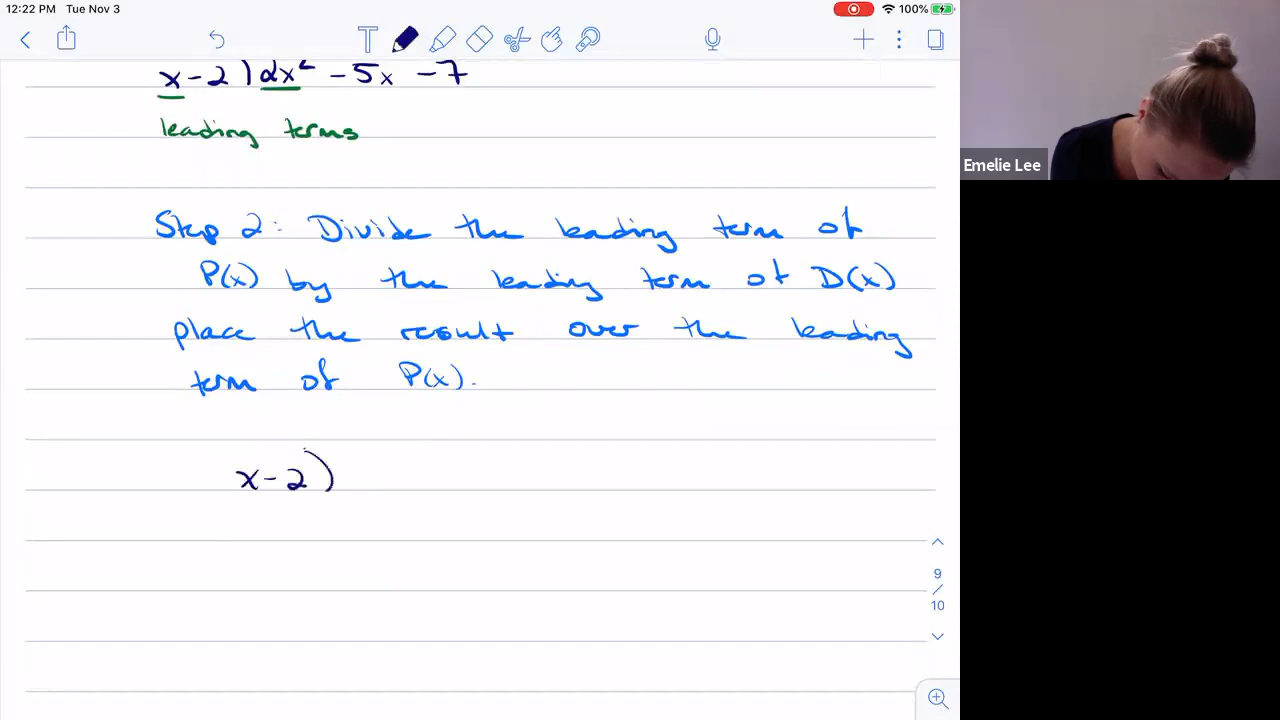 12:22 PM Tue Nov 3
100%
x - 2 ) 2x² - 5x - 7
leading terms
Emelie Lee
Step 2: Divide the leading term of
P(x) by the leading term of D(x)
place the result over the leading
term of P(x).
x - 2 )
9
/
10